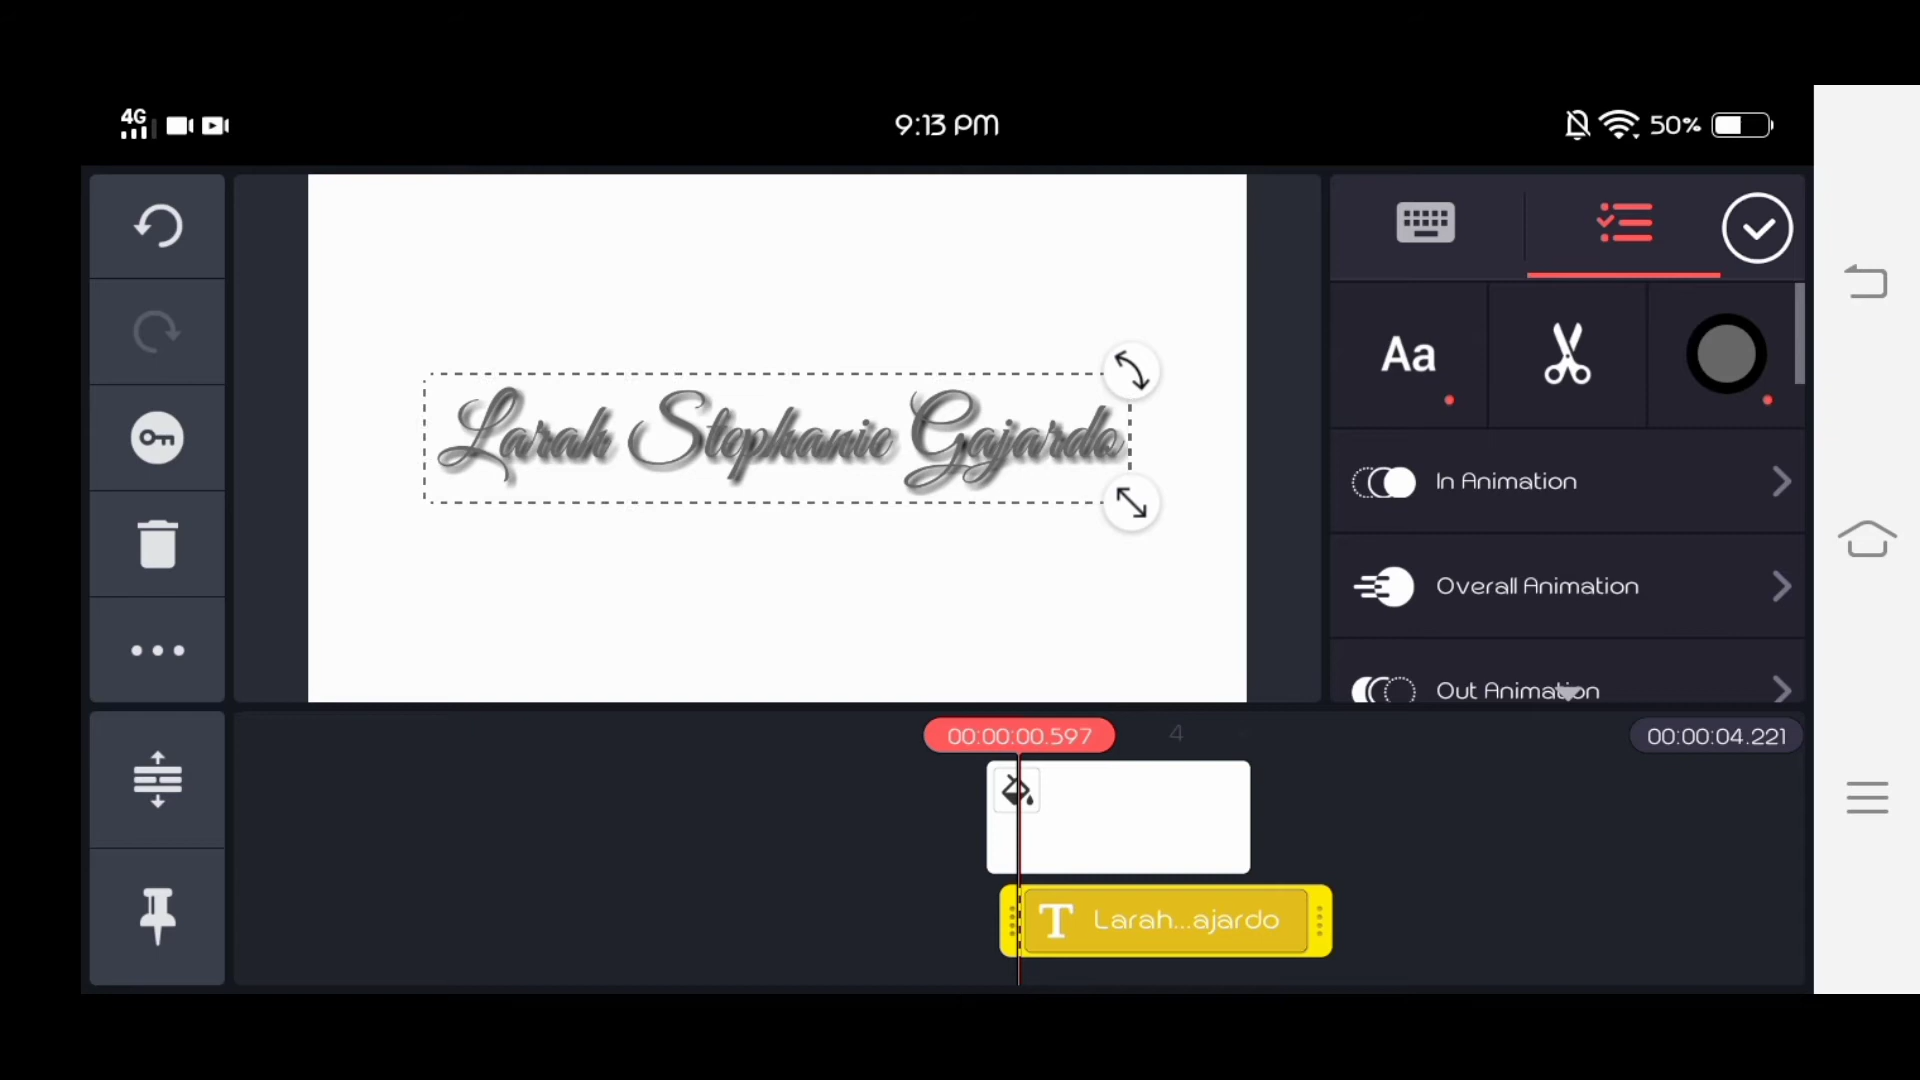 4G
9:13 PM
50%
Larah Stephanie Gajardo
Aa
In Animation
Overall Animation
Out Animation
00:00:00.597
4
00:00:04.221
T Larah...ajardo